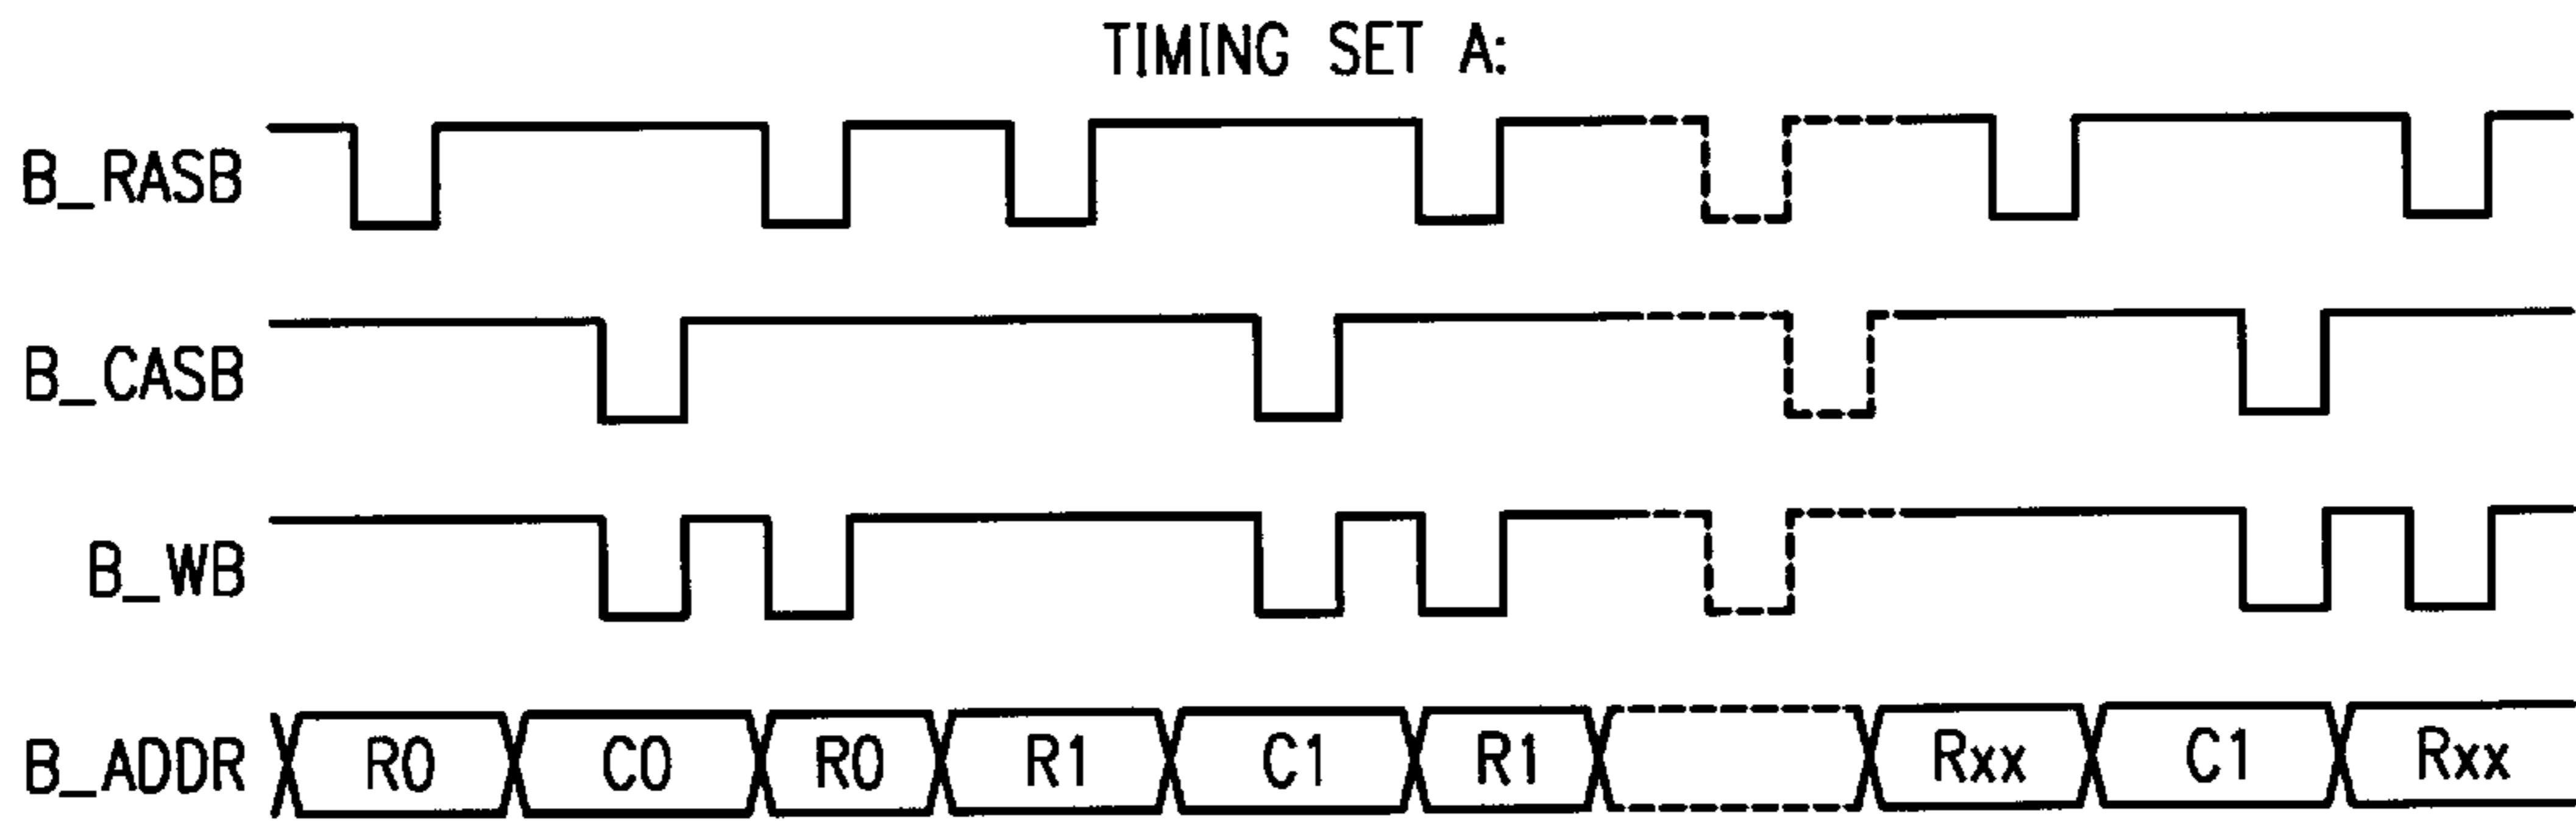 TIMING SET A:
B_RASB
B_CASB
B_WB
B_ADDR R0 C0 R0 R1 C1 R1 Rxx C1 Rxx